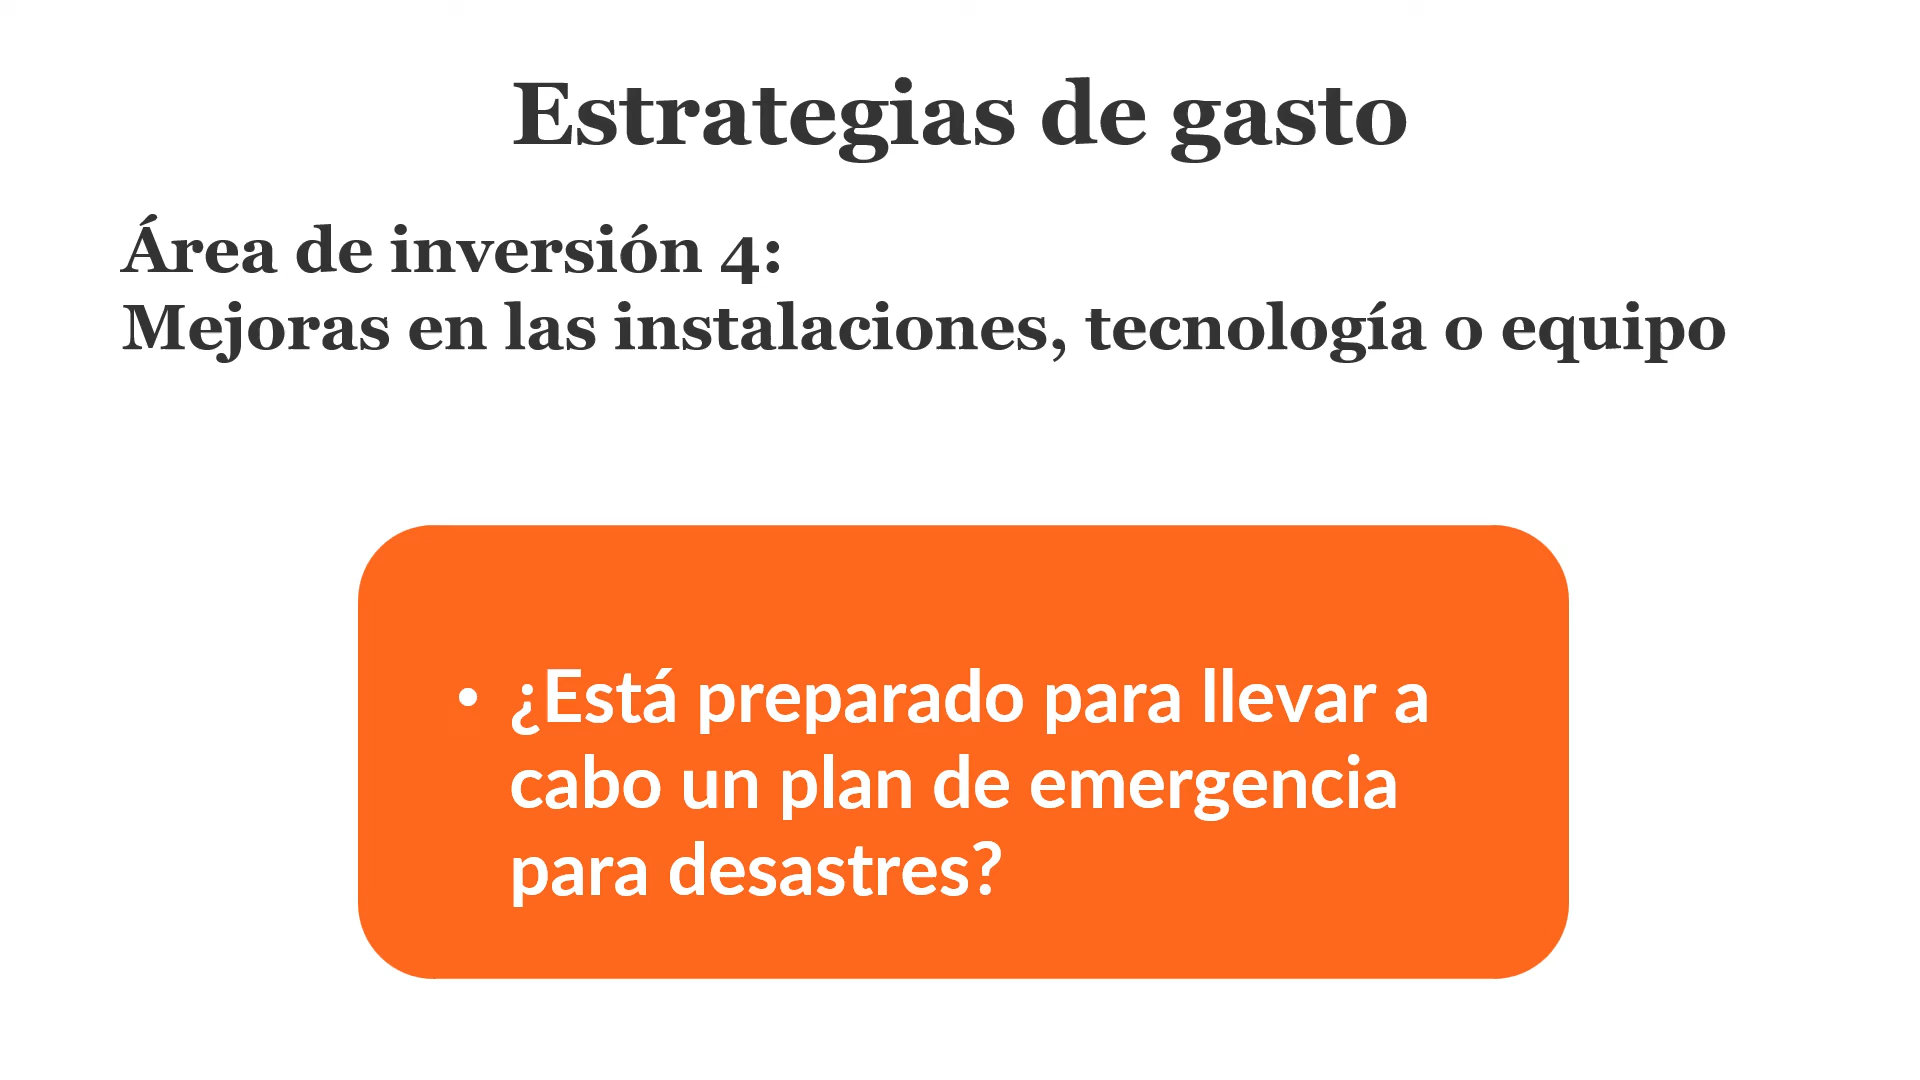 Estrategias de gasto
Área de inversión 4:
Mejoras en las instalaciones, tecnología o equipo
• ¿Está preparado para llevar a
cabo un plan de emergencia
para desastres?